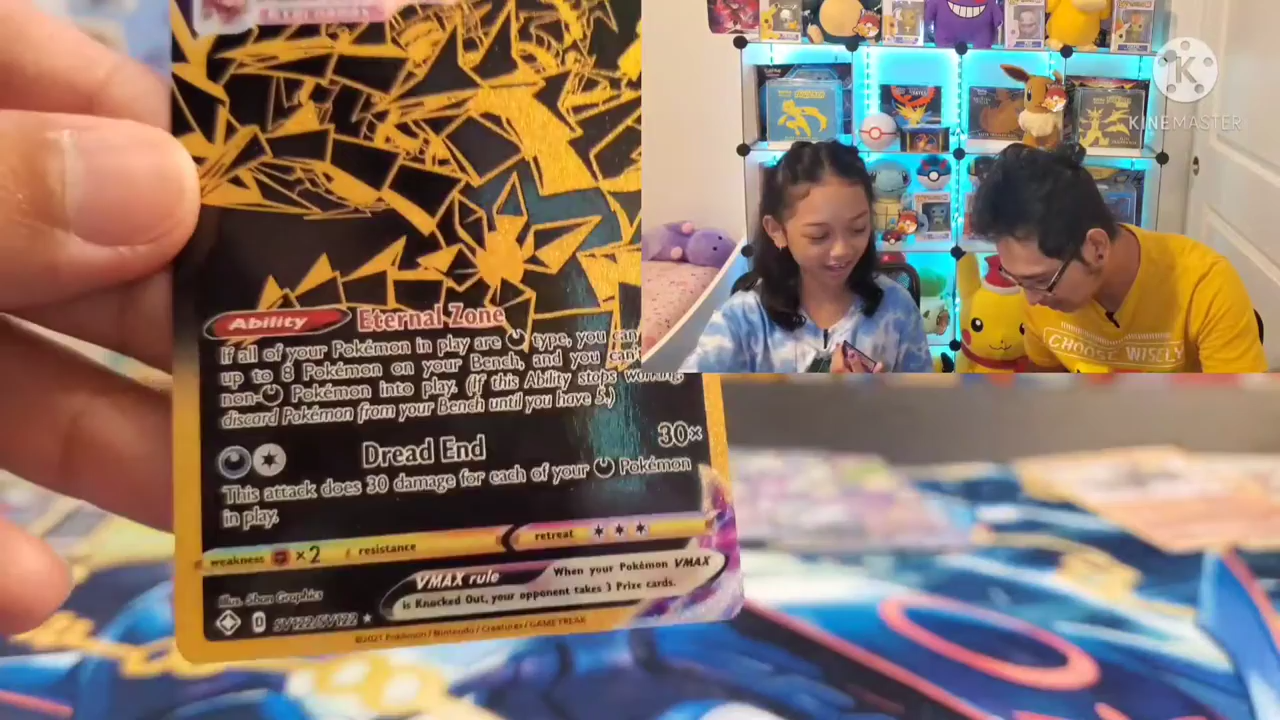 Ability Eternal Zone
If all of your Pokémon in play are type, you can
up to 8 Pokémon on your Bench, and you can't
non- Pokémon into play. (If this Ability stops working,
discard Pokémon from your Bench until you have 5.)
Dread End 30×
This attack does 30 damage for each of your Pokémon
in play.
weakness ×2 resistance retreat
VMAX rule When your Pokémon VMAX
is Knocked Out, your opponent takes 3 Prize cards.
Illus. 5ban Graphics
D SV122/SV122
©2021 Pokémon / Nintendo / Creatures / GAME FREAK
K
KINEMASTER
CHOOSE WISELY